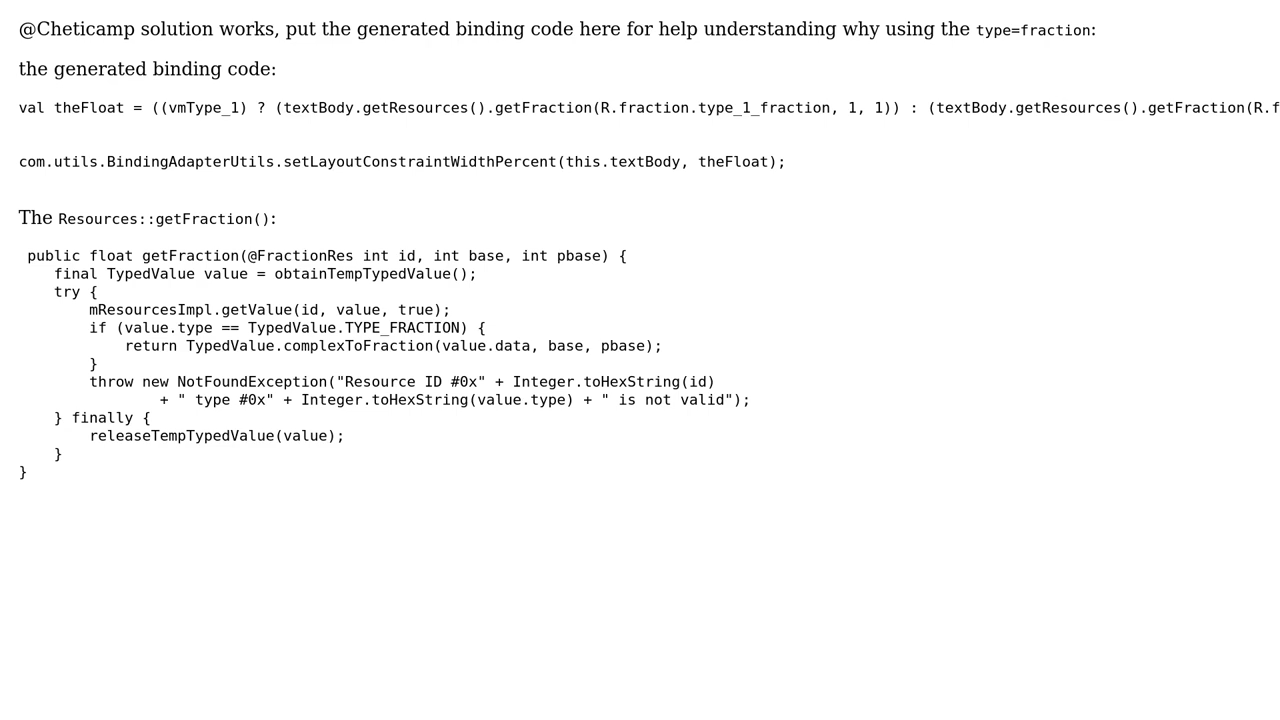 @Cheticamp solution works, put the generated binding code here for help understanding why using the type=fraction:
the generated binding code:
val theFloat = ((vmType_1) ? (textBody.getResources().getFraction(R.fraction.type_1_fraction, 1, 1)) : (textBody.getResources().getFraction(R.f
com.utils.BindingAdapterUtils.setLayoutConstraintWidthPercent(this.textBody, theFloat);
The Resources::getFraction():
 public float getFraction(@FractionRes int id, int base, int pbase) {
    final TypedValue value = obtainTempTypedValue();
    try {
        mResourcesImpl.getValue(id, value, true);
        if (value.type == TypedValue.TYPE_FRACTION) {
            return TypedValue.complexToFraction(value.data, base, pbase);
        }
        throw new NotFoundException("Resource ID #0x" + Integer.toHexString(id)
                + " type #0x" + Integer.toHexString(value.type) + " is not valid");
    } finally {
        releaseTempTypedValue(value);
    }
}